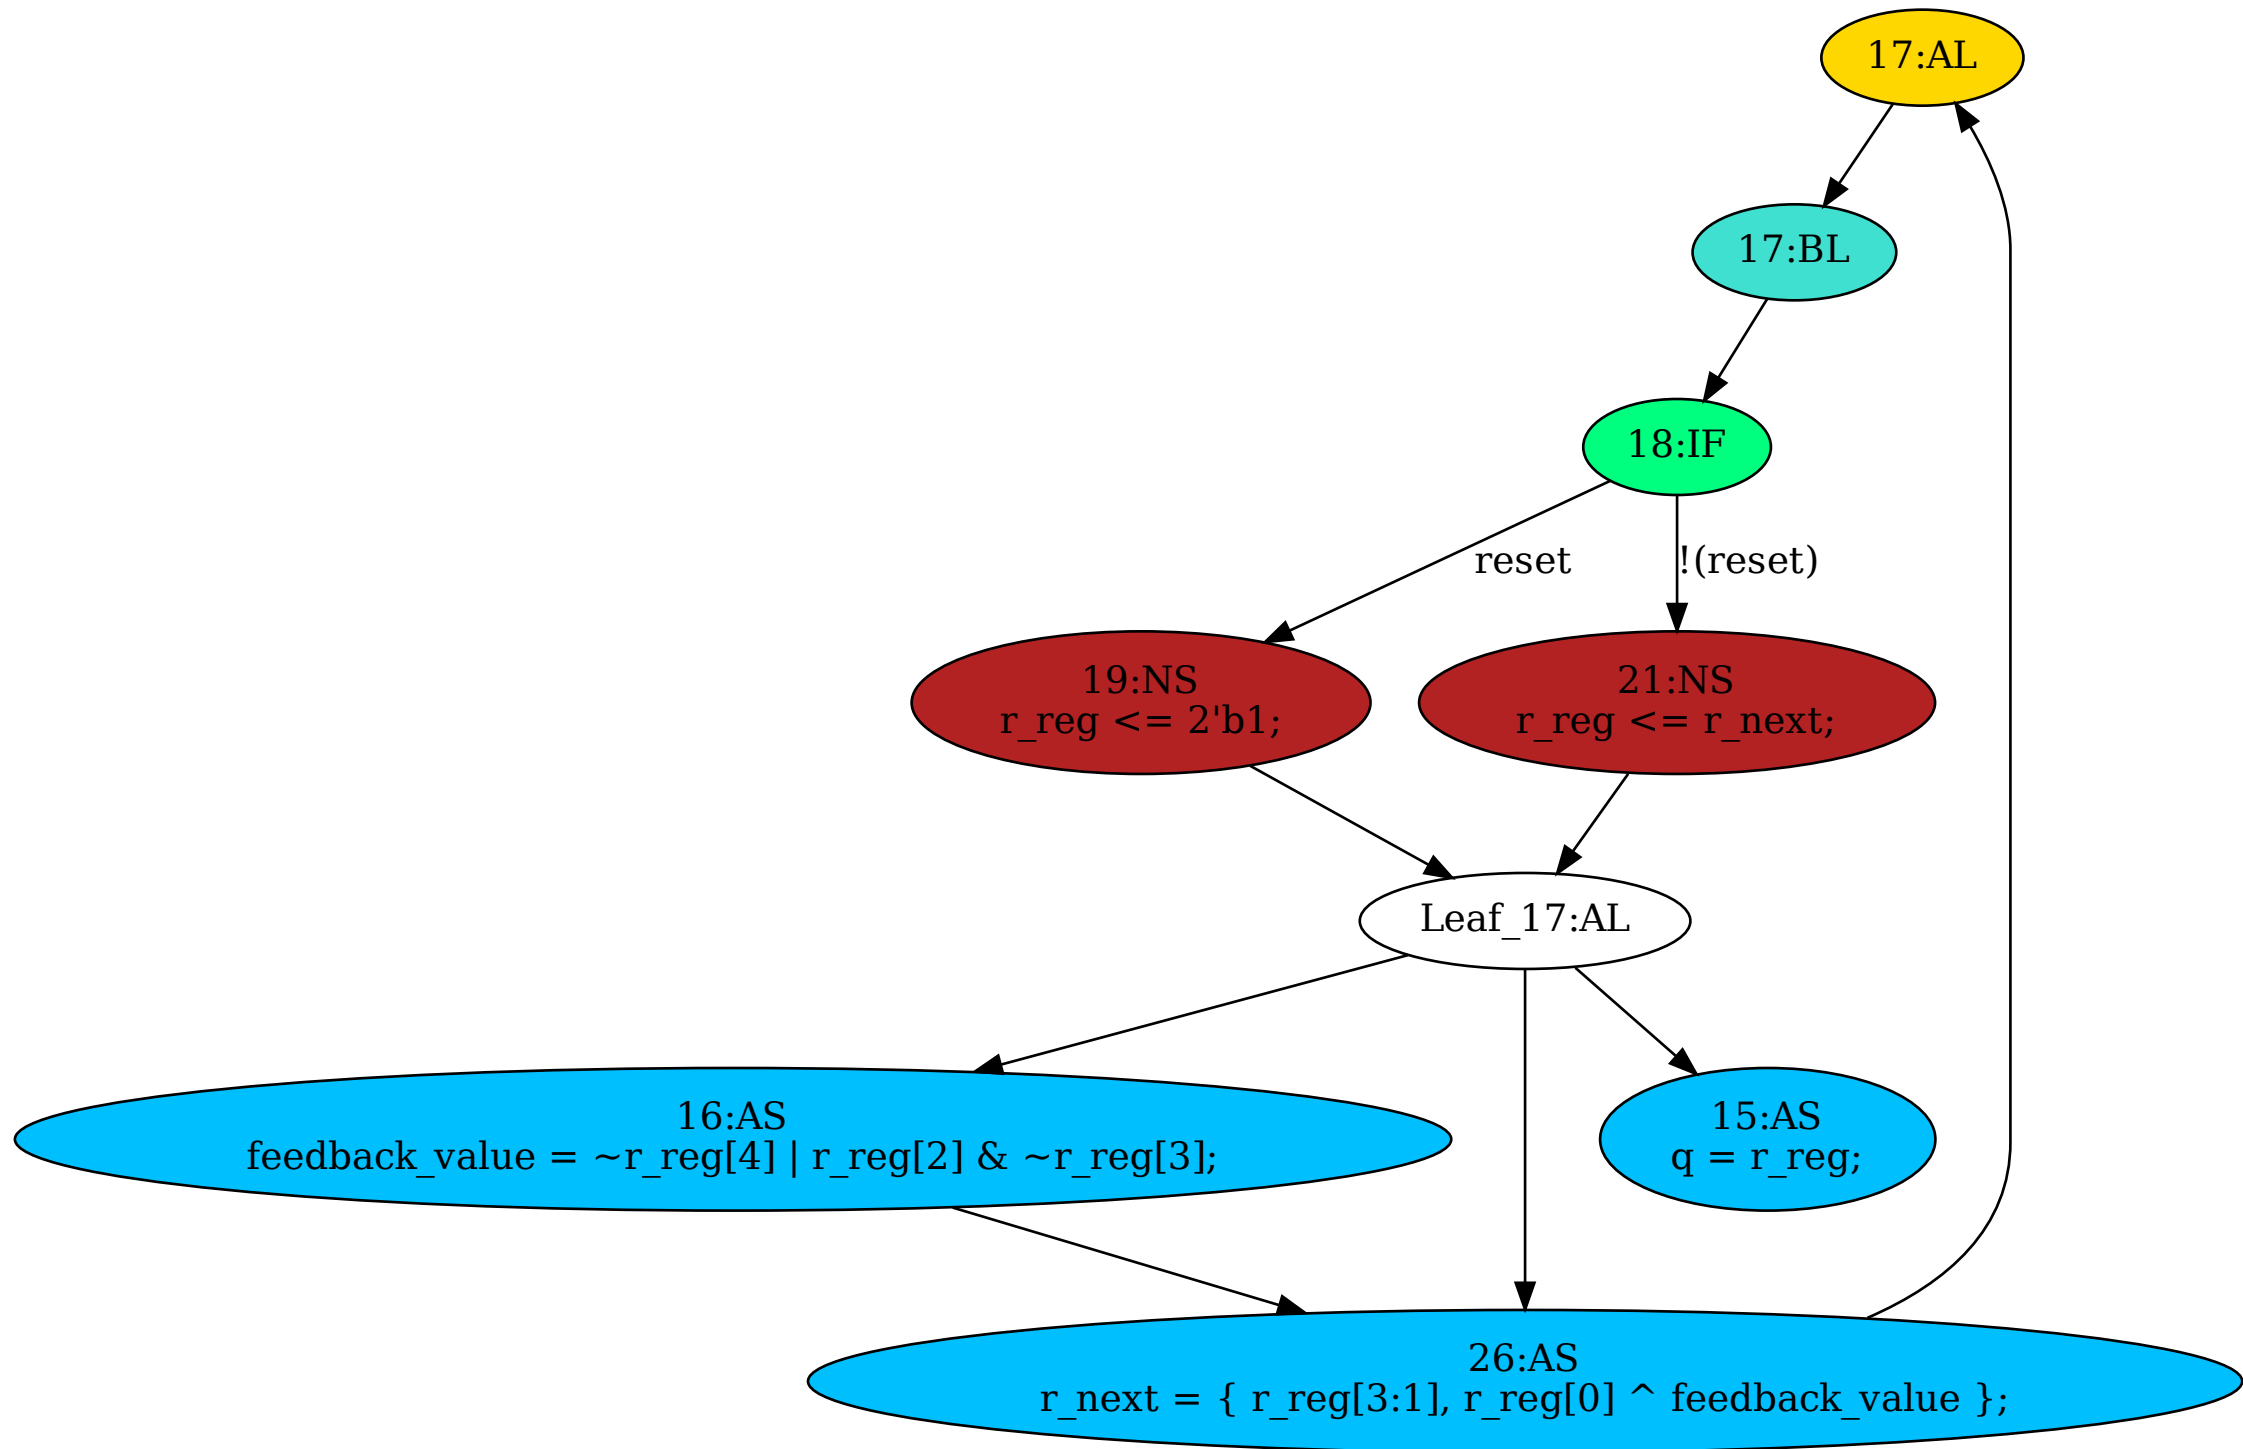 17:AL
17:BL
18:IF
reset
!(reset)
19:NS
r_reg <= 2'b1;
21:NS
r_reg <= r_next;
Leaf_17:AL
16:AS
feedback_value = ~r_reg[4] | r_reg[2] & ~r_reg[3];
15:AS
q = r_reg;
26:AS
r_next = { r_reg[3:1], r_reg[0] ^ feedback_value };